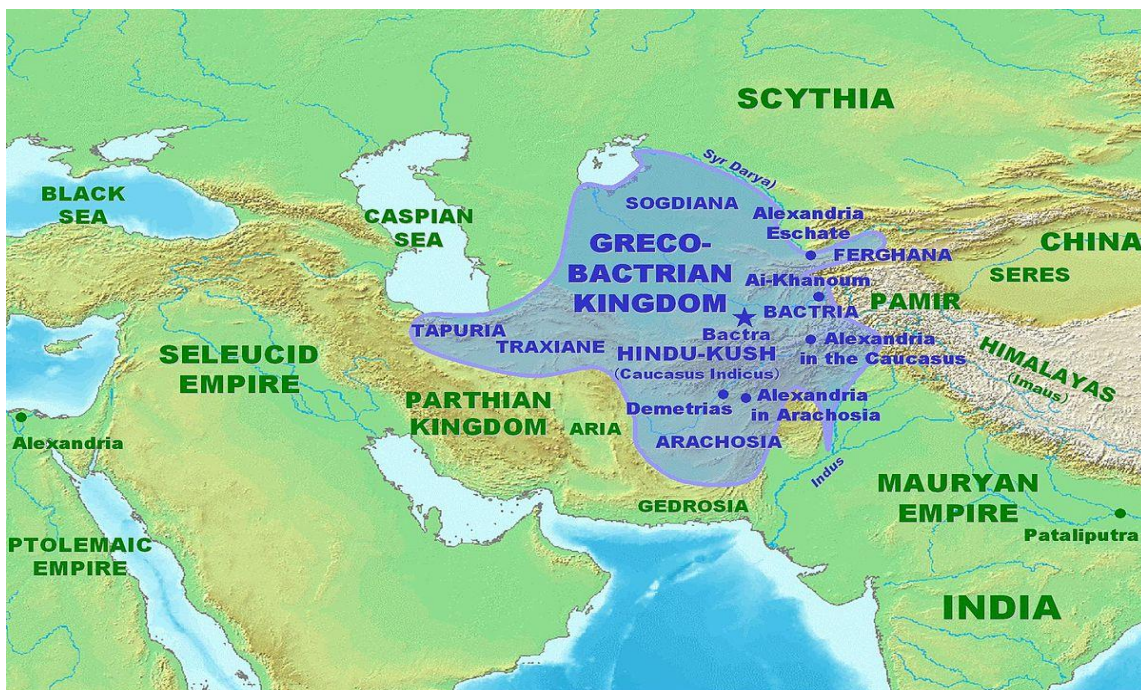 SCYTHIA
BLACK
SEA
CASPIAN
SEA
Syr Darya)
SOGDIANA
Alexandria
Eschate
GRECO-
BACTRIAN
KINGDOM
FERGHANA
CHINA
SERES
Ai-Khanoum
PAMIR
BACTRIA
Bactra
TAPURIA
TRAXIANE
HINDU-KUSH
(Caucasus Indicus)
Alexandria
in the Caucasus
HIMALAYAS
(Imaus)
SELEUCID
EMPIRE
PARTHIAN
KINGDOM
ARIA
Demetrias
Alexandria
in Arachosia
ARACHOSIA
Alexandria
Indus
GEDROSIA
MAURYAN
EMPIRE
Pataliputra
PTOLEMAIC
EMPIRE
INDIA